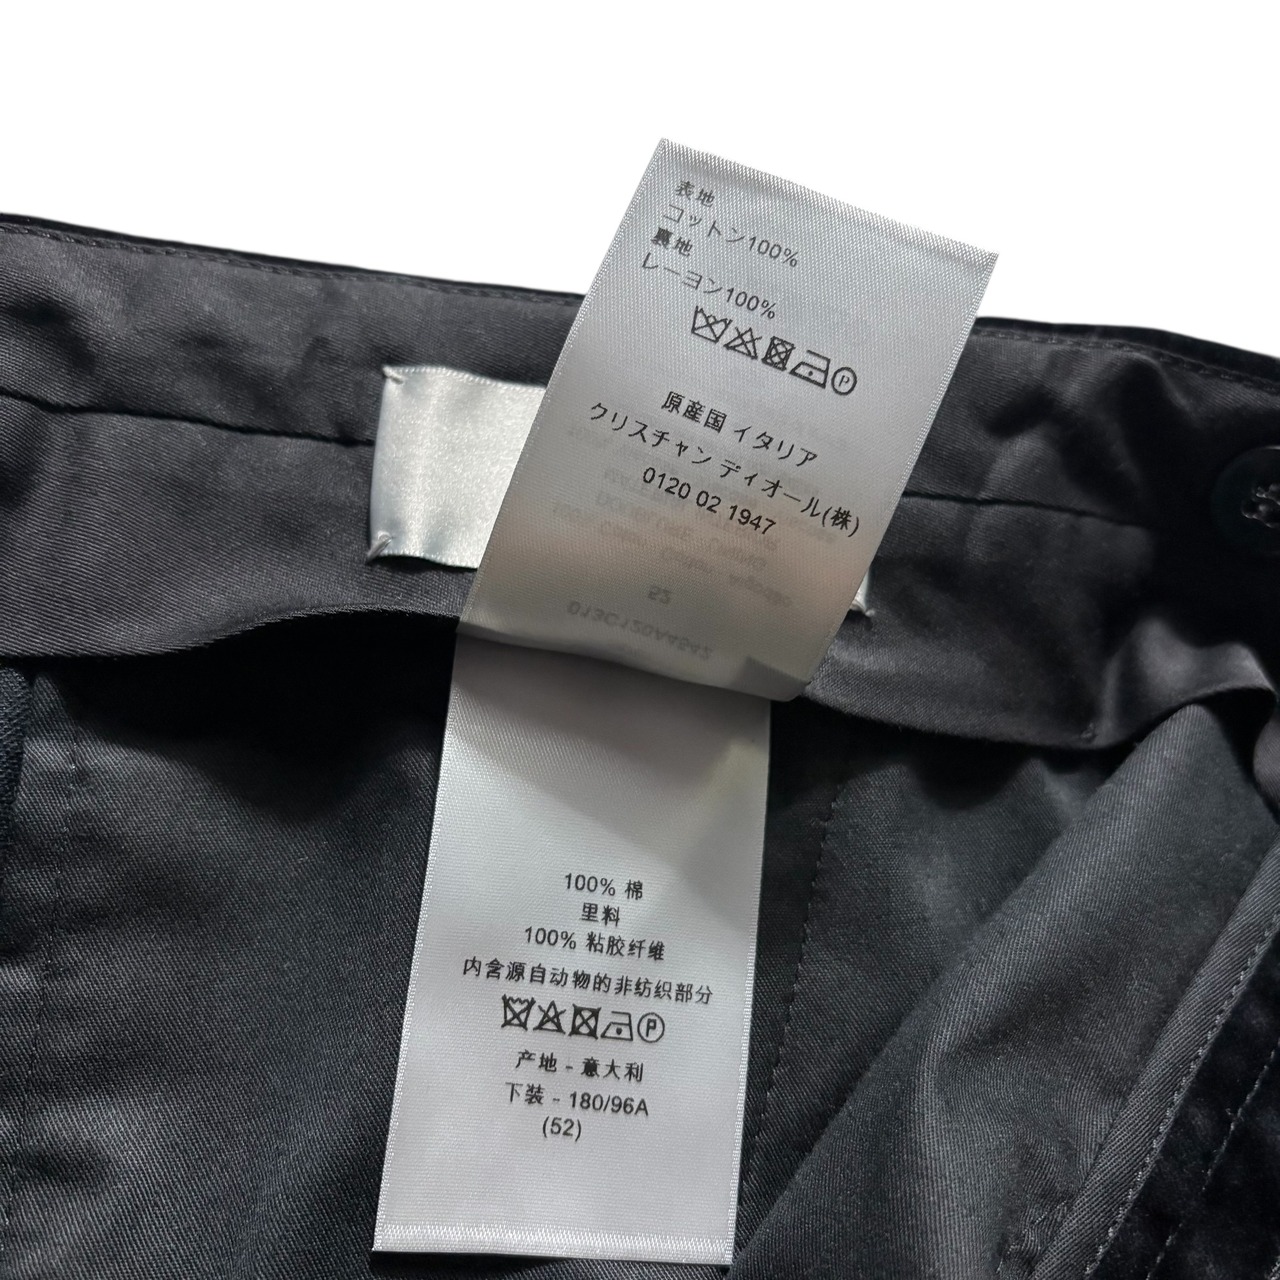 表地
コットン100%
裏地
レーヨン100%
P
原産国 イタリア
クリスチャン ディオール(株)
0120 02 1947
52
013C120A4542
100% 棉
里料
100% 粘胶纤维
内含源自动物的非纺织部分
P
产地 - 意大利
下装 - 180/96A
(52)